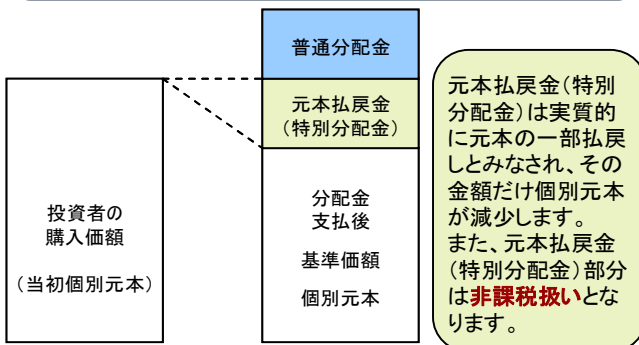 普通分配金
元本払戻金
(特別分配金)
投資者の
購入価額
(当初個別元本)
分配金
支払後
基準価額
個別元本
元本払戻金(特別
分配金)は実質的
に元本の一部払戻
しとみなされ、その
金額だけ個別元本
が減少します。
また、元本払戻金
(特別分配金)部分
は非課税扱いとな
ります。